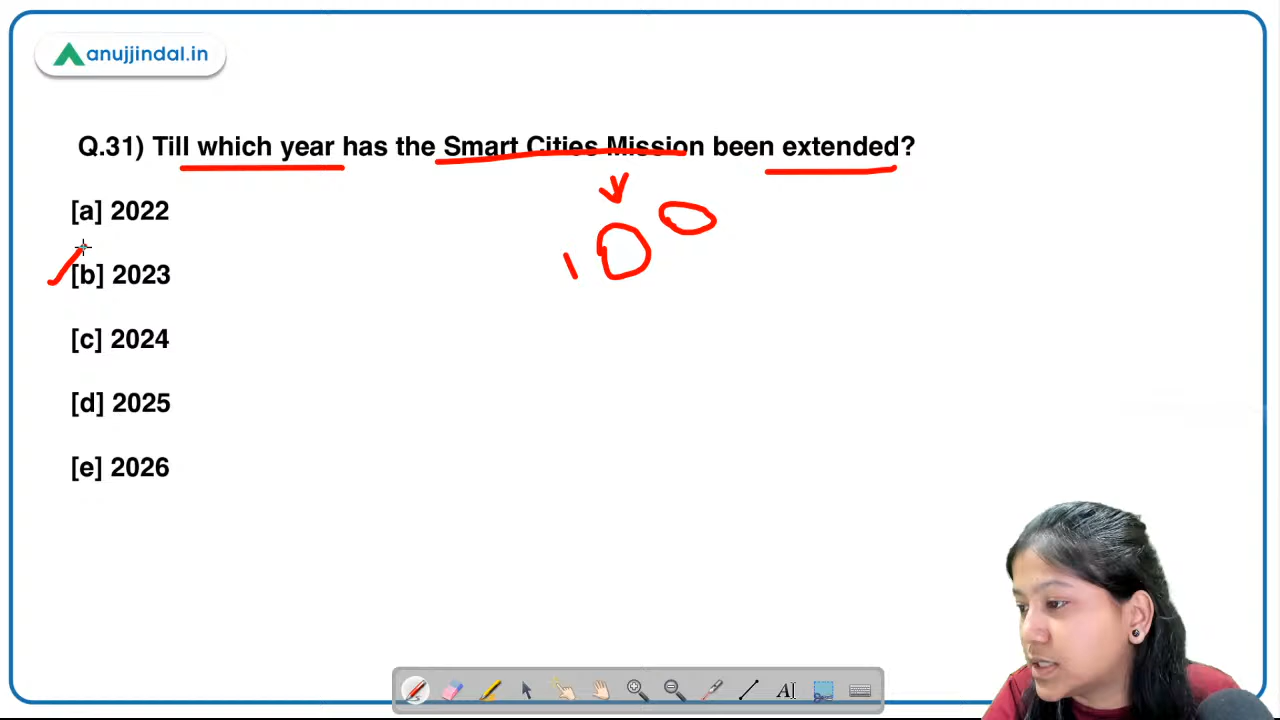 anujjindal.in
Q.31) Till which year has the Smart Cities Mission been extended?
100
[a] 2022
[b] 2023
[c] 2024
[d] 2025
[e] 2026
AI